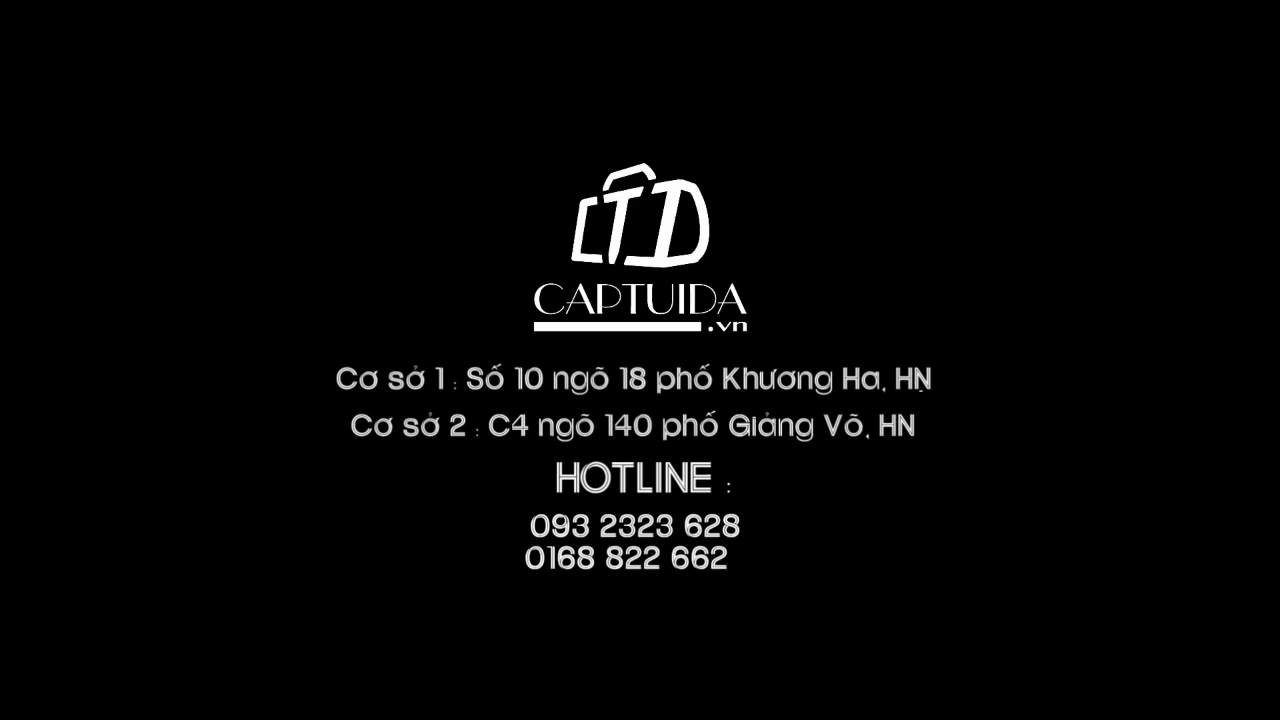 CTD
CAPTUIDA
.vn
Cơ sở 1 : Số 10 ngõ 18 phố Khương Hạ, HN
Cơ sở 2 : C4 ngõ 140 phố Giảng Võ, HN
HOTLINE :
093 2323 628
0168 822 662